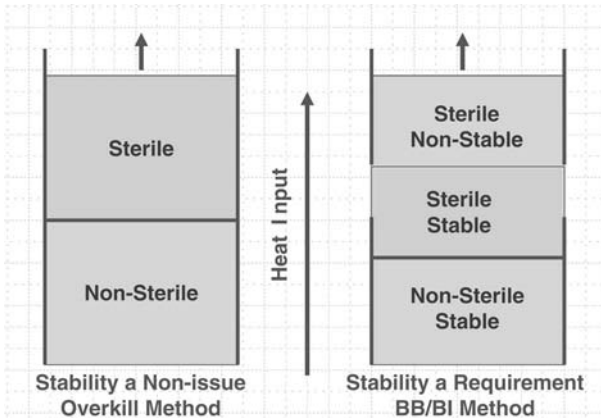 Sterile
Non-Sterile
Stability a Non-issue
Overkill Method
Heat Input
Sterile
Non-Stable
Sterile
Stable
Non-Sterile
Stable
Stability a Requirement
BB/BI Method